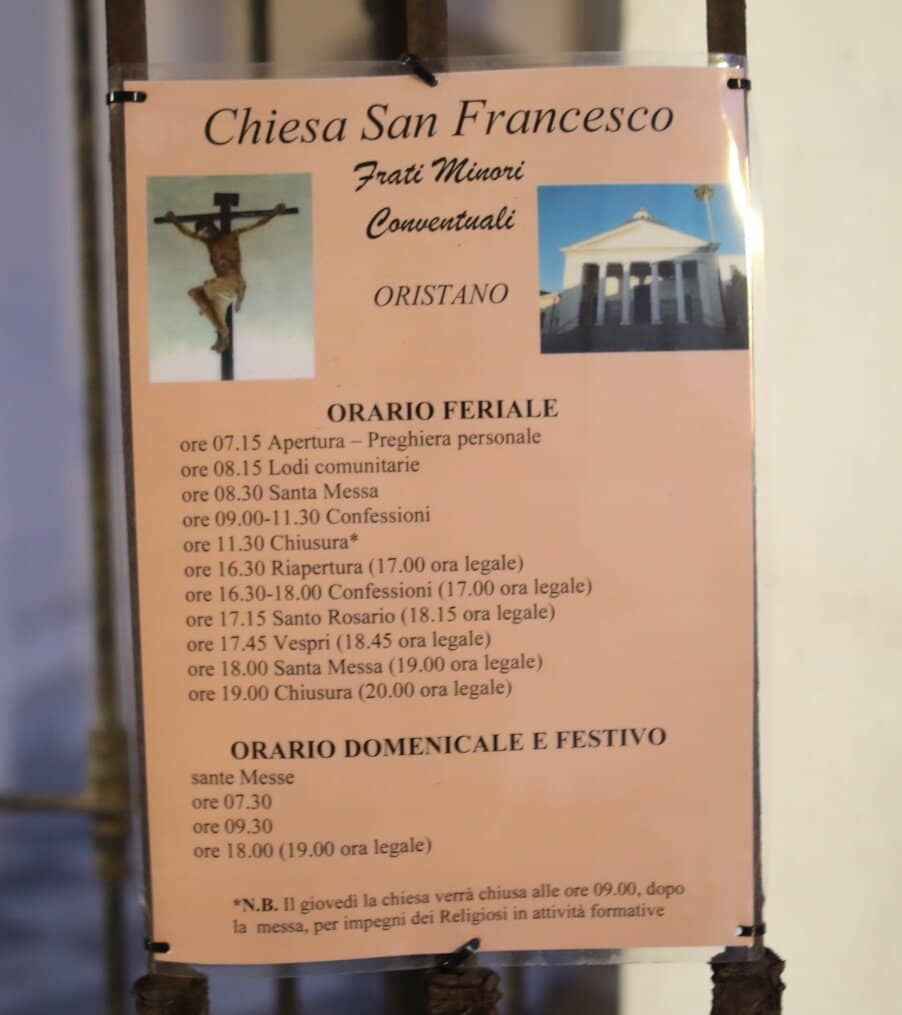 Chiesa San Francesco
Frati Minori
Conventuali
ORISTANO
ORARIO FERIALE
ore 07.15 Apertura – Preghiera personale
ore 08.15 Lodi comunitarie
ore 08.30 Santa Messa
ore 09.00-11.30 Confessioni
ore 11.30 Chiusura*
ore 16.30 Riapertura (17.00 ora legale)
ore 16.30-18.00 Confessioni (17.00 ora legale)
ore 17.15 Santo Rosario (18.15 ora legale)
ore 17.45 Vespri (18.45 ora legale)
ore 18.00 Santa Messa (19.00 ora legale)
ore 19.00 Chiusura (20.00 ora legale)
ORARIO DOMENICALE E FESTIVO
sante Messe
ore 07.30
ore 09.30
ore 18.00 (19.00 ora legale)
*N.B. Il giovedì la chiesa verrà chiusa alle ore 09.00, dopo
la messa, per impegni dei Religiosi in attività formative